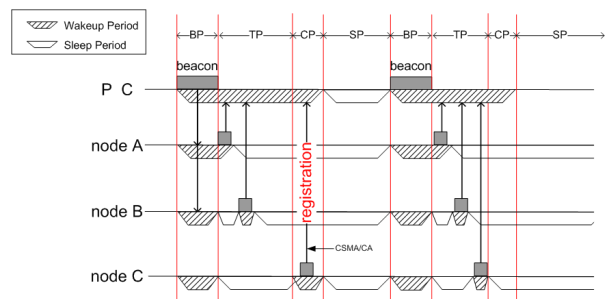 Wakeup Period
Sleep Period
BP TP CP SP BP TP CP SP
beacon beacon
P C
node A
registration
node B
CSMA/CA
node C